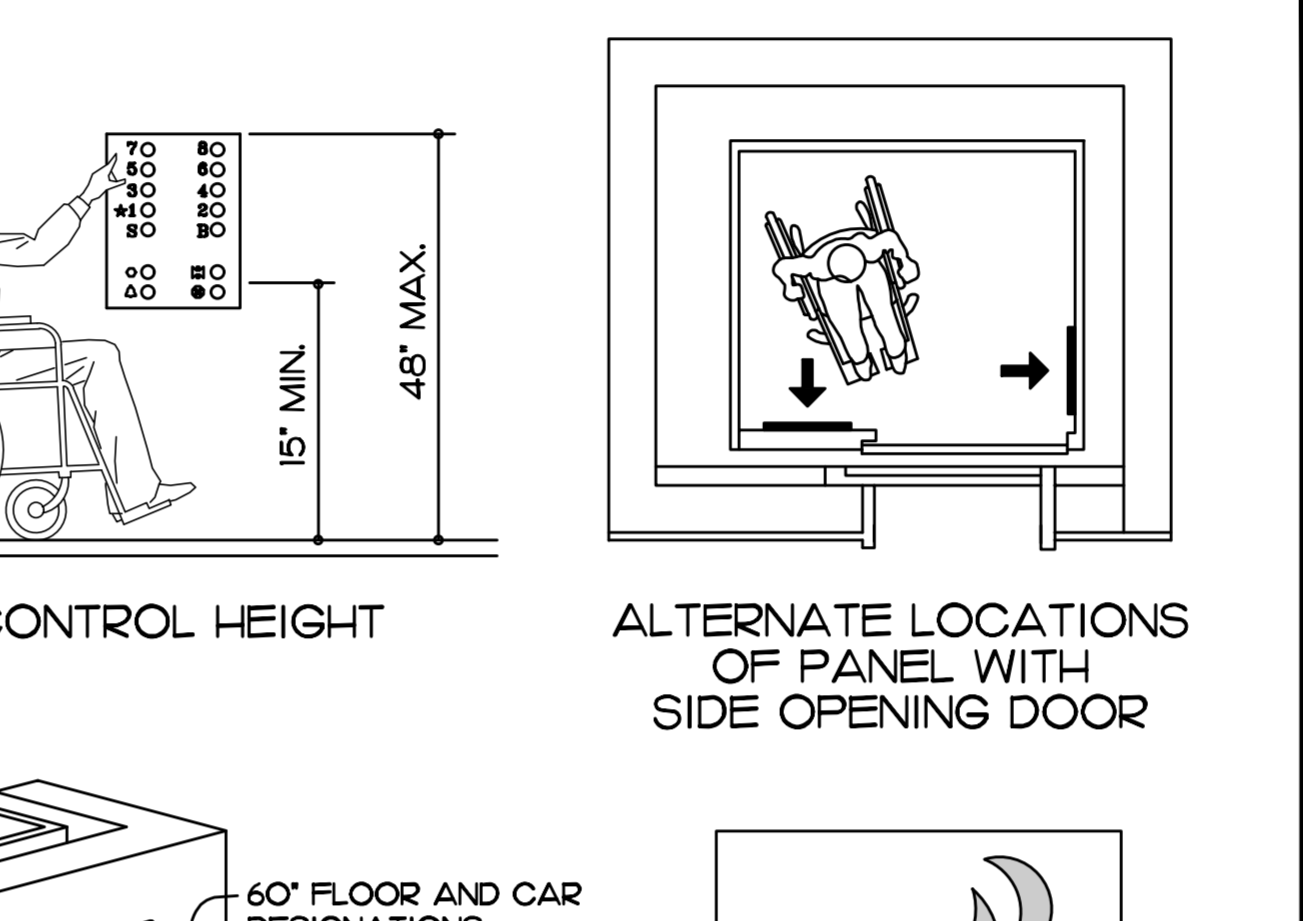 7 8
5 6
3 4
★1 2
S B
15" MIN.
48" MAX.
CONTROL HEIGHT
ALTERNATE LOCATIONS
OF PANEL WITH
SIDE OPENING DOOR
60" FLOOR AND CAR
DESIGNATIONS